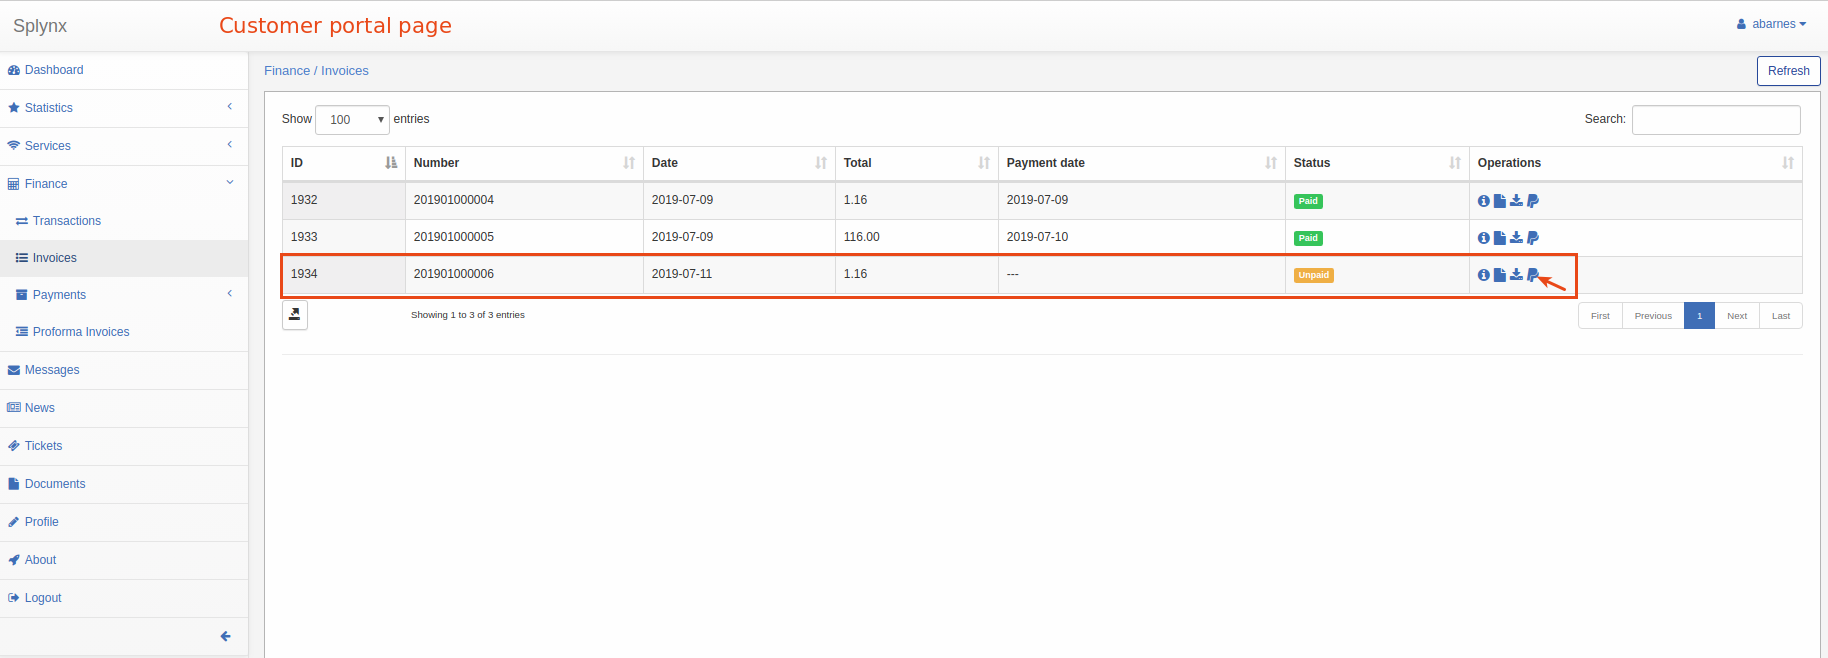 Splynx
Customer portal page
abarnes
Dashboard
Statistics
Services
Finance
Transactions
Invoices
Payments
Proforma Invoices
Messages
News
Tickets
Documents
Profile
About
Logout
Finance / Invoices
Refresh
Show 100 entries
Search:
ID Number Date Total Payment date Status Operations
1932 201901000004 2019-07-09 1.16 2019-07-09 Paid
1933 201901000005 2019-07-09 116.00 2019-07-10 Paid
1934 201901000006 2019-07-11 1.16 --- Unpaid
Showing 1 to 3 of 3 entries
First Previous 1 Next Last